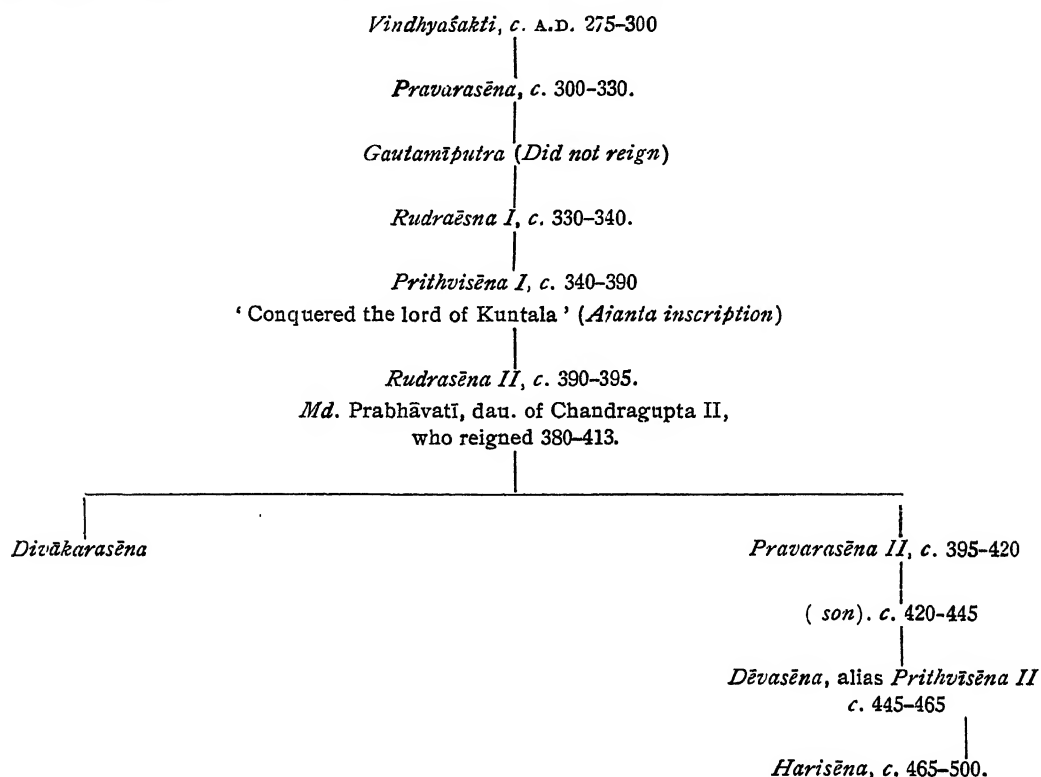 Vindhyaśakti, c. A.D. 275–300
Pravarasēna, c. 300–330.
Gautamīputra (Did not reign)
Rudraēsna I, c. 330–340.
Prithvisēna I, c. 340–390
‘ Conquered the lord of Kuntala ’ (Ajanta inscription)
Rudrasēna II, c. 390–395.
Md. Prabhâvatī, dau. of Chandragupta II,
who reigned 380–413.
Divākarasēna
Pravarasēna II, c. 395–420
( son). c. 420–445
Dēvasēna, alias Prithvīsēna II
c. 445–465
Harisēna, c. 465–500.